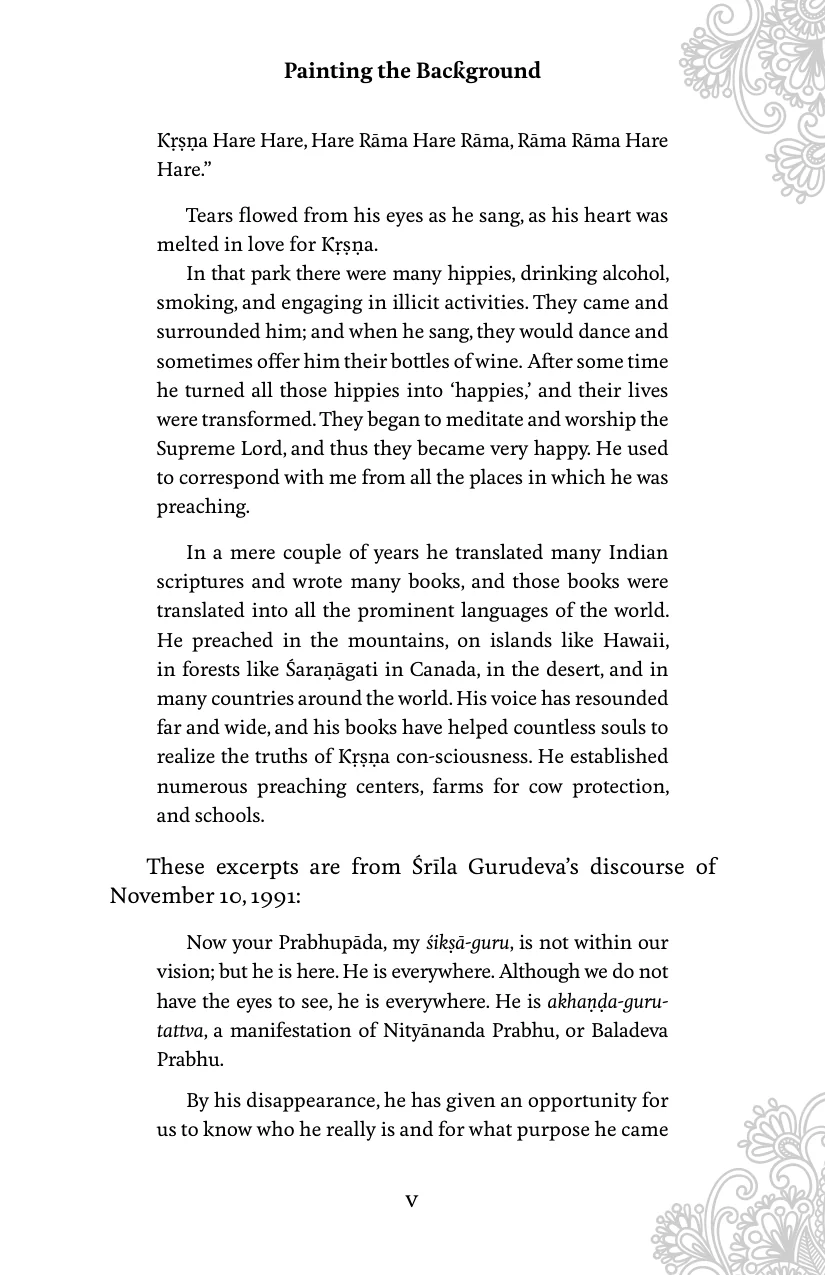 Painting the Background
Kṛṣṇa Hare Hare, Hare Rāma Hare Rāma, Rāma Rāma Hare
Hare.”
Tears flowed from his eyes as he sang, as his heart was
melted in love for Kṛṣṇa.
In that park there were many hippies, drinking alcohol,
smoking, and engaging in illicit activities. They came and
surrounded him; and when he sang, they would dance and
sometimes offer him their bottles of wine. After some time
he turned all those hippies into ‘happies,’ and their lives
were transformed. They began to meditate and worship the
Supreme Lord, and thus they became very happy. He used
to correspond with me from all the places in which he was
preaching.
In a mere couple of years he translated many Indian
scriptures and wrote many books, and those books were
translated into all the prominent languages of the world.
He preached in the mountains, on islands like Hawaii,
in forests like Śaraṇāgati in Canada, in the desert, and in
many countries around the world. His voice has resounded
far and wide, and his books have helped countless souls to
realize the truths of Kṛṣṇa con-sciousness. He established
numerous preaching centers, farms for cow protection,
and schools.
These excerpts are from Śrīla Gurudeva’s discourse of
November 10, 1991:
Now your Prabhupāda, my śikṣā-guru, is not within our
vision; but he is here. He is everywhere. Although we do not
have the eyes to see, he is everywhere. He is akhaṇḍa-guru-
tattva, a manifestation of Nityānanda Prabhu, or Baladeva
Prabhu.
By his disappearance, he has given an opportunity for
us to know who he really is and for what purpose he came
v